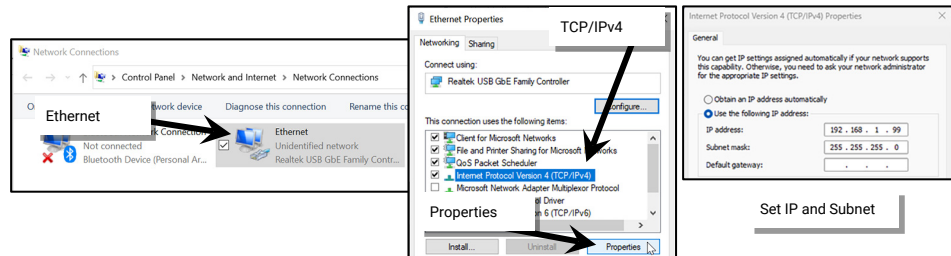 Network Connections
Control Panel > Network and Internet > Network Connections
network device Diagnose this connection Rename this
Ethernet
Connection
Not connected
Bluetooth Device (Personal Ar...
Ethernet
Unidentified network
Realtek USB GbE Family Contr...
Ethernet Properties
TCP/IPv4
Networking Sharing
Connect using:
Realtek USB GbE Family Controller
Configure...
This connection uses the following items:
Client for Microsoft Networks
File and Printer Sharing for Microsoft
QoS Packet Scheduler
Internet Protocol Version 4 (TCP/IPv4)
Microsoft Network Adapter Multiplexor Protocol
Driver
6 (TCP/IPv6)
Properties
Install... Uninstall Properties
Internet Protocol Version 4 (TCP/IPv4) Properties
General
You can get IP settings assigned automatically if your network supports
this capability. Otherwise, you need to ask your network administrator
for the appropriate IP settings.
Obtain an IP address automatically
Use the following IP address:
IP address: 192 . 168 . 1 . 99
Subnet mask: 255 . 255 . 255 . 0
Default gateway: . . .
Set IP and Subnet